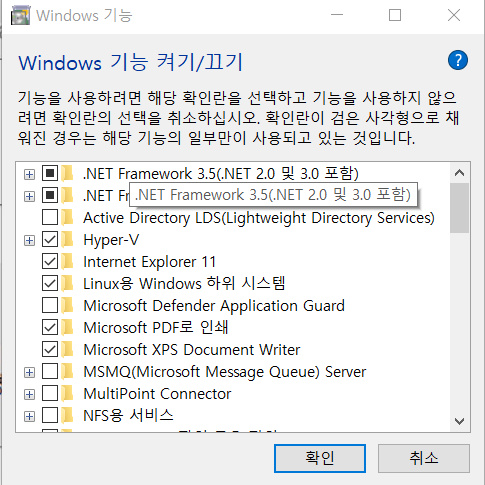 Windows 기능
Windows 기능 켜기/끄기
?
기능을 사용하려면 해당 확인란을 선택하고 기능을 사용하지 않으
려면 확인란의 선택을 취소하십시오. 확인란이 검은 사각형으로 채
워진 경우는 해당 기능의 일부만이 사용되고 있는 것입니다.
.NET Framework 3.5(.NET 2.0 및 3.0 포함)
.NET Fr
.NET Framework 3.5(.NET 2.0 및 3.0 포함)
Active Directory LDS(Lightweight Directory Services)
Hyper-V
Internet Explorer 11
Linux용 Windows 하위 시스템
Microsoft Defender Application Guard
Microsoft PDF로 인쇄
Microsoft XPS Document Writer
MSMQ(Microsoft Message Queue) Server
MultiPoint Connector
NFS용 서비스
확인
취소